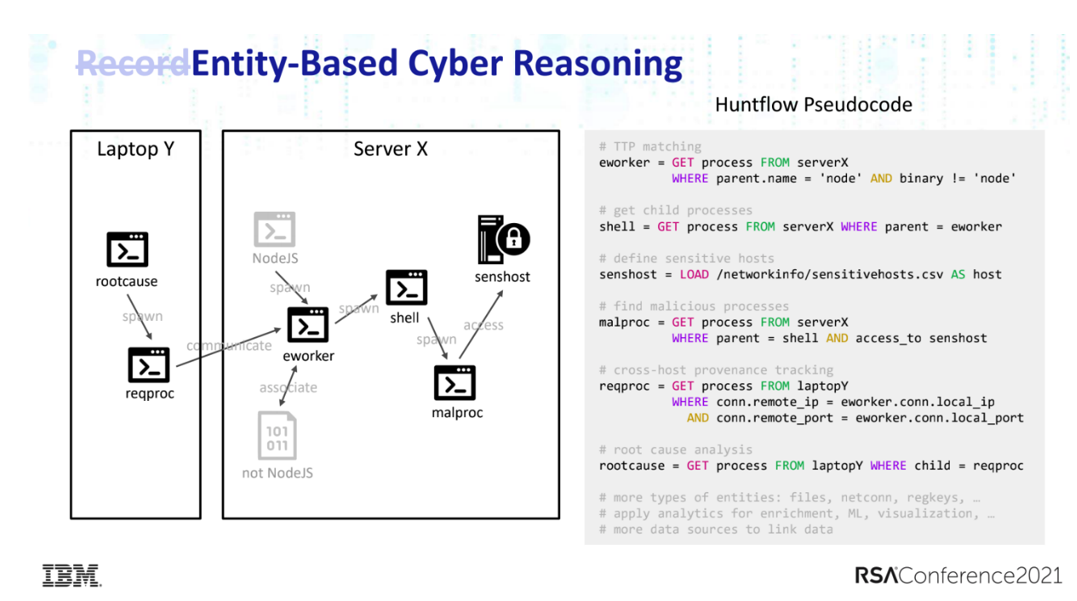 RecordEntity-Based Cyber Reasoning
Huntflow Pseudocode
Laptop Y
rootcause
spawn
reqproc
communicate
Server X
NodeJS
spawn
eworker
associate
101
011
not NodeJS
spawn
shell
spawn
malproc
access
senshost
# TTP matching
eworker = GET process FROM serverX
WHERE parent.name = 'node' AND binary != 'node'
# get child processes
shell = GET process FROM serverX WHERE parent = eworker
# define sensitive hosts
senshost = LOAD /networkinfo/sensitivehosts.csv AS host
# find malicious processes
malproc = GET process FROM serverX
WHERE parent = shell AND access_to senshost
# cross-host provenance tracking
reqproc = GET process FROM laptopY
WHERE conn.remote_ip = eworker.conn.local_ip
AND conn.remote_port = eworker.conn.local_port
# root cause analysis
rootcause = GET process FROM laptopY WHERE child = reqproc
# more types of entities: files, netconn, regkeys, …
# apply analytics for enrichment, ML, visualization, …
# more data sources to link data
IBM.
RSA Conference2021